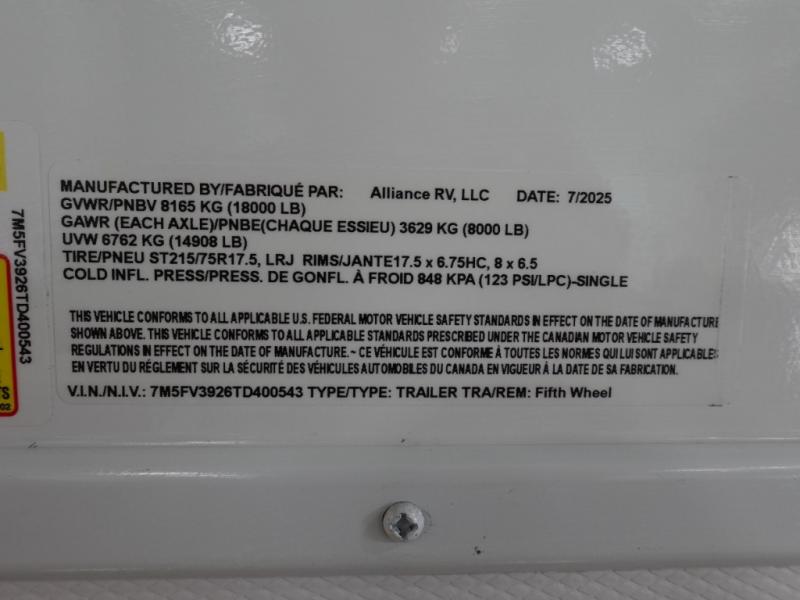 MANUFACTURED BY/FABRIQUÉ PAR: Alliance RV, LLC DATE: 7/2025
GVWR/PNBV 8165 KG (18000 LB)
GAWR (EACH AXLE)/PNBE(CHAQUE ESSIEU) 3629 KG (8000 LB)
UVW 6762 KG (14908 LB)
TIRE/PNEU ST215/75R17.5, LRJ RIMS/JANTE17.5 x 6.75HC, 8 x 6.5
COLD INFL. PRESS/PRESS. DE GONFL. À FROID 848 KPA (123 PSI/LPC)-SINGLE
THIS VEHICLE CONFORMS TO ALL APPLICABLE U.S. FEDERAL MOTOR VEHICLE SAFETY STANDARDS IN EFFECT ON THE DATE OF MANUFACTURE
SHOWN ABOVE. THIS VEHICLE CONFORMS TO ALL APPLICABLE STANDARDS PRESCRIBED UNDER THE CANADIAN MOTOR VEHICLE SAFETY
REGULATIONS IN EFFECT ON THE DATE OF MANUFACTURE.~ CE VÉHICULE EST CONFORME À TOUTES LES NORMES QUI LUI SONT APPLICABLES
EN VERTU DU RÉGLEMENT SUR LA SÉCURITÉ DES VÉHICULES AUTOMOBILES DU CANADA EN VIGUEUR À LA DATE DE SA FABRICATION.
V.I.N./N.I.V.: 7M5FV3926TD400543 TYPE/TYPE: TRAILER TRA/REM: Fifth Wheel
7M5FV3926TD400543